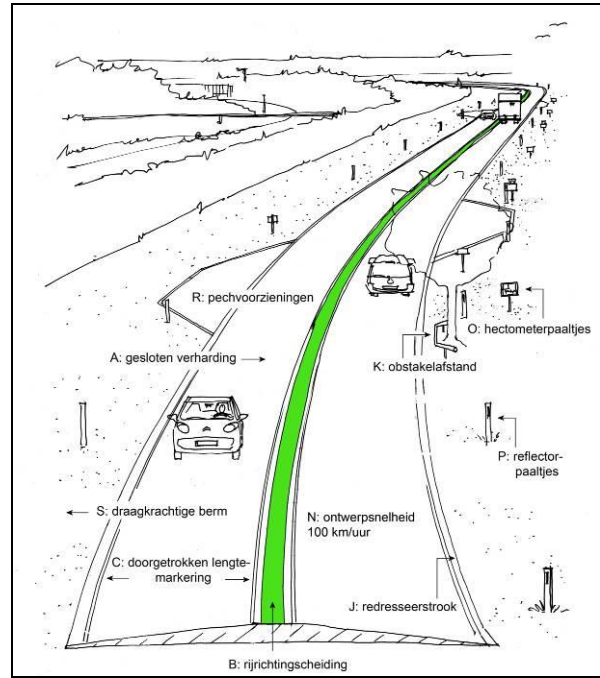 R: pechvoorzieningen
O: hectometerpaaltjes
A: gesloten verharding
K: obstakelafstand
P: reflector-
paaltjes
S: draagkrachtige berm
N: ontwerpsnelheid
100 km/uur
C: doorgetrokken lengte-
markering
J: redresseerstrook
B: rijrichtingscheiding